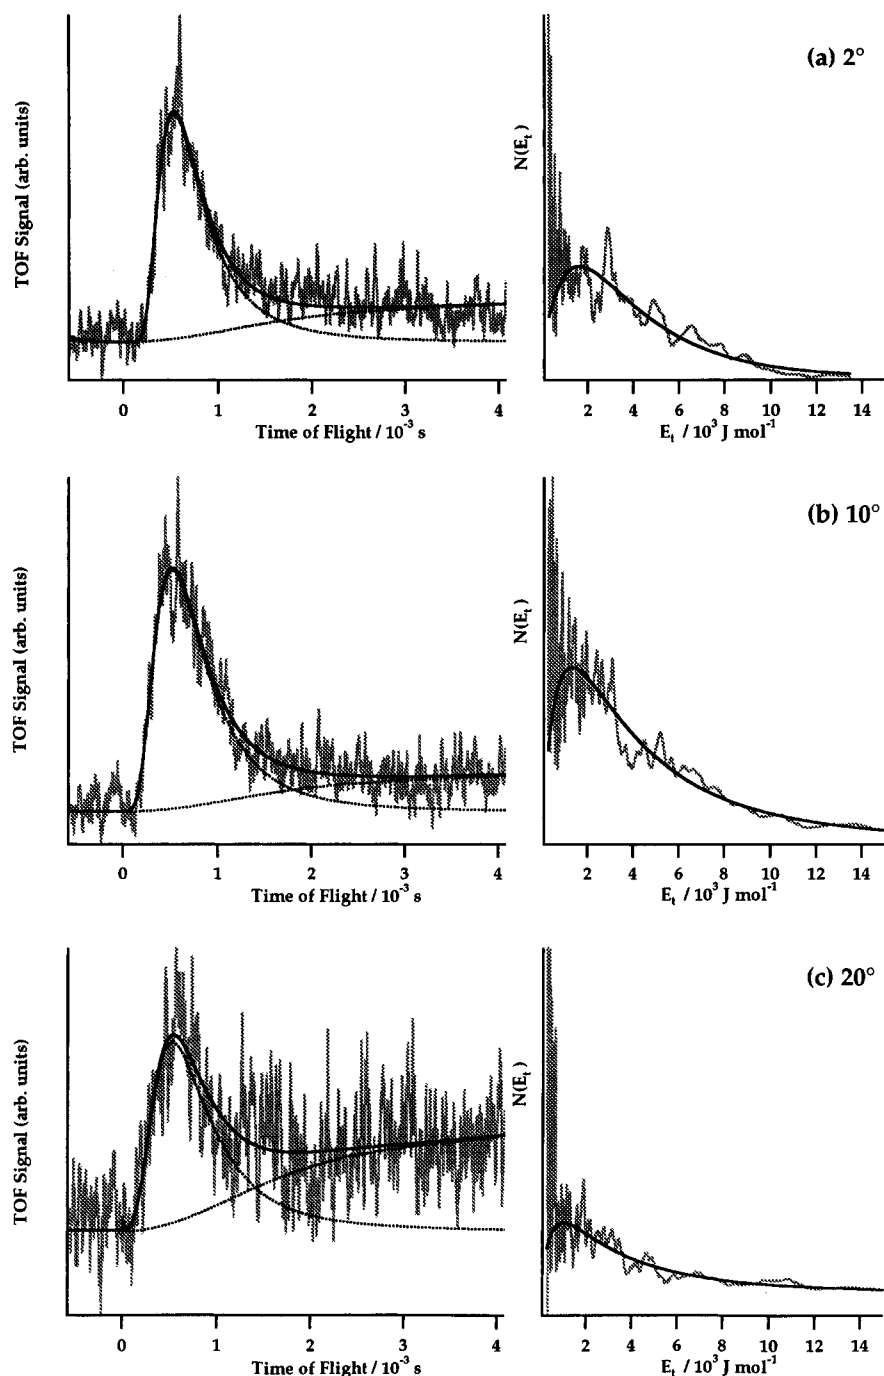 (a) 2°
TOF Signal (arb. units)
N(Eₜ)
0 1 2 3 4
2 4 6 8 10 12 14
Time of Flight / 10⁻³ s
Eₜ / 10³ J mol⁻¹
(b) 10°
TOF Signal (arb. units)
N(Eₜ)
0 1 2 3 4
2 4 6 8 10 12 14
Time of Flight / 10⁻³ s
Eₜ / 10³ J mol⁻¹
(c) 20°
TOF Signal (arb. units)
N(Eₜ)
0 1 2 3 4
2 4 6 8 10 12 14
Time of Flight / 10⁻³ s
Eₜ / 10³ J mol⁻¹